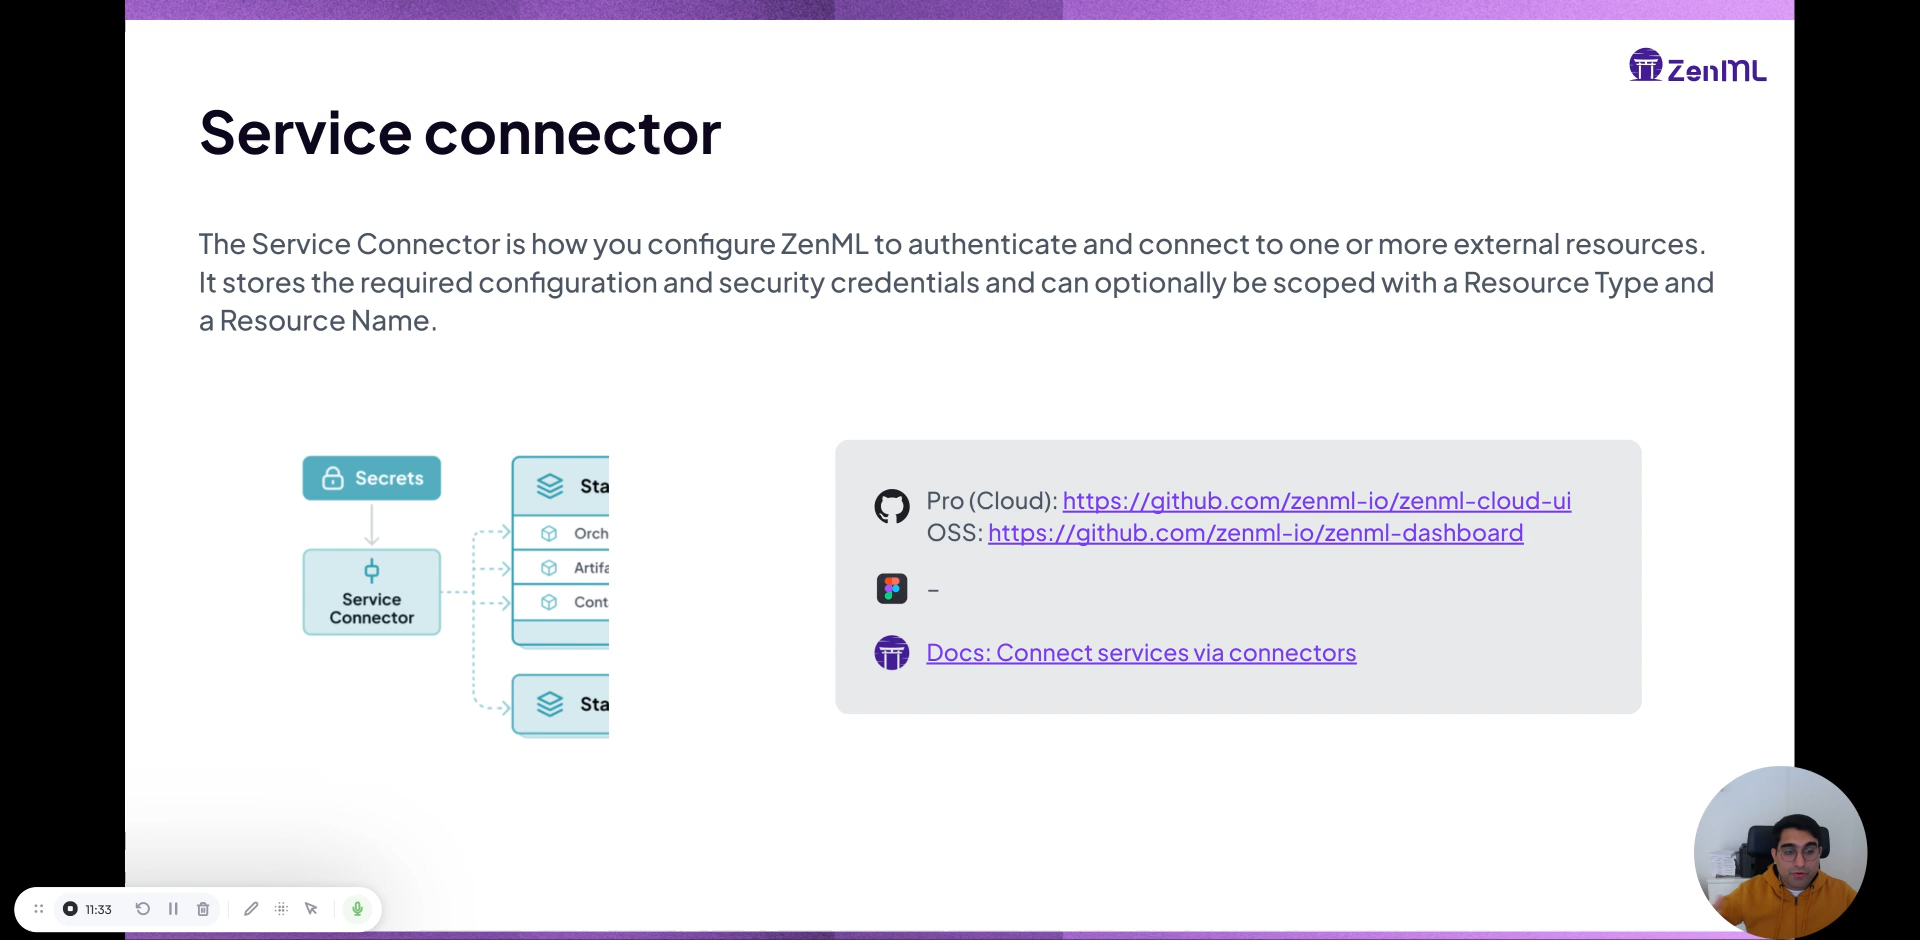 ZenML
Service connector
The Service Connector is how you configure ZenML to authenticate and connect to one or more external resources.
It stores the required configuration and security credentials and can optionally be scoped with a Resource Type and
a Resource Name.
Secrets
Service
Connector
Sta
Orch
Artifa
Cont
Sta
Pro (Cloud): https://github.com/zenml-io/zenml-cloud-ui
OSS: https://github.com/zenml-io/zenml-dashboard
–
Docs: Connect services via connectors
11:33